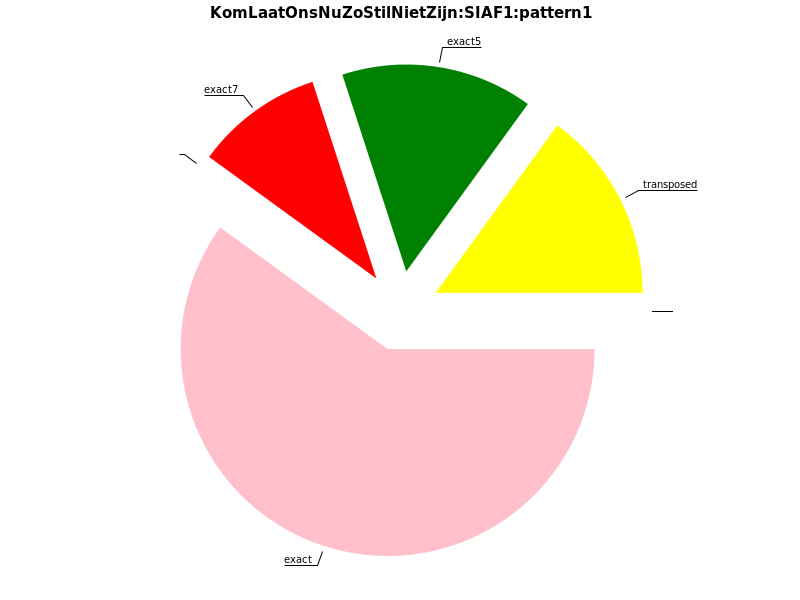 KomLaatOnsNuZoStilNietZijn:SIAF1:pattern1
exact5
exact7
transposed
exact